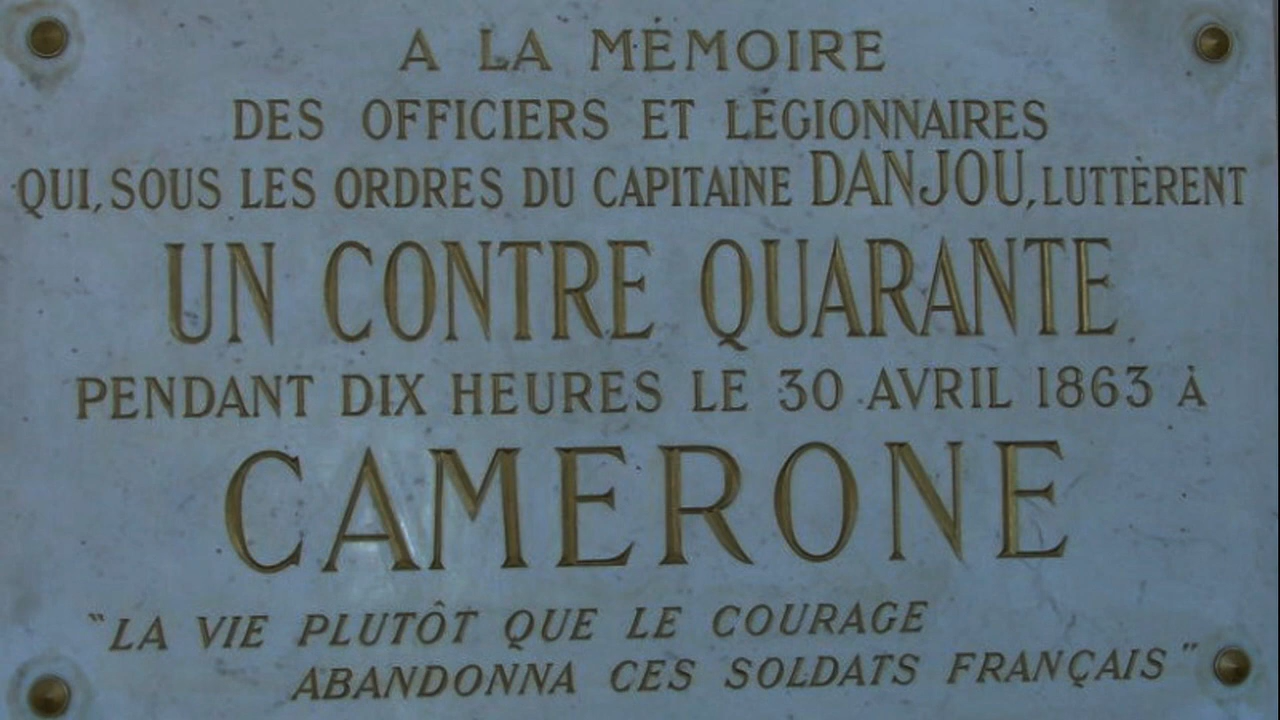 A LA MÉMOIRE
DES OFFICIERS ET LÉGIONNAIRES
QUI, SOUS LES ORDRES DU CAPITAINE DANJOU, LUTTÈRENT
UN CONTRE QUARANTE
PENDANT DIX HEURES LE 30 AVRIL 1863 À
CAMERONE
"LA VIE PLUTÔT QUE LE COURAGE
ABANDONNA CES SOLDATS FRANÇAIS"